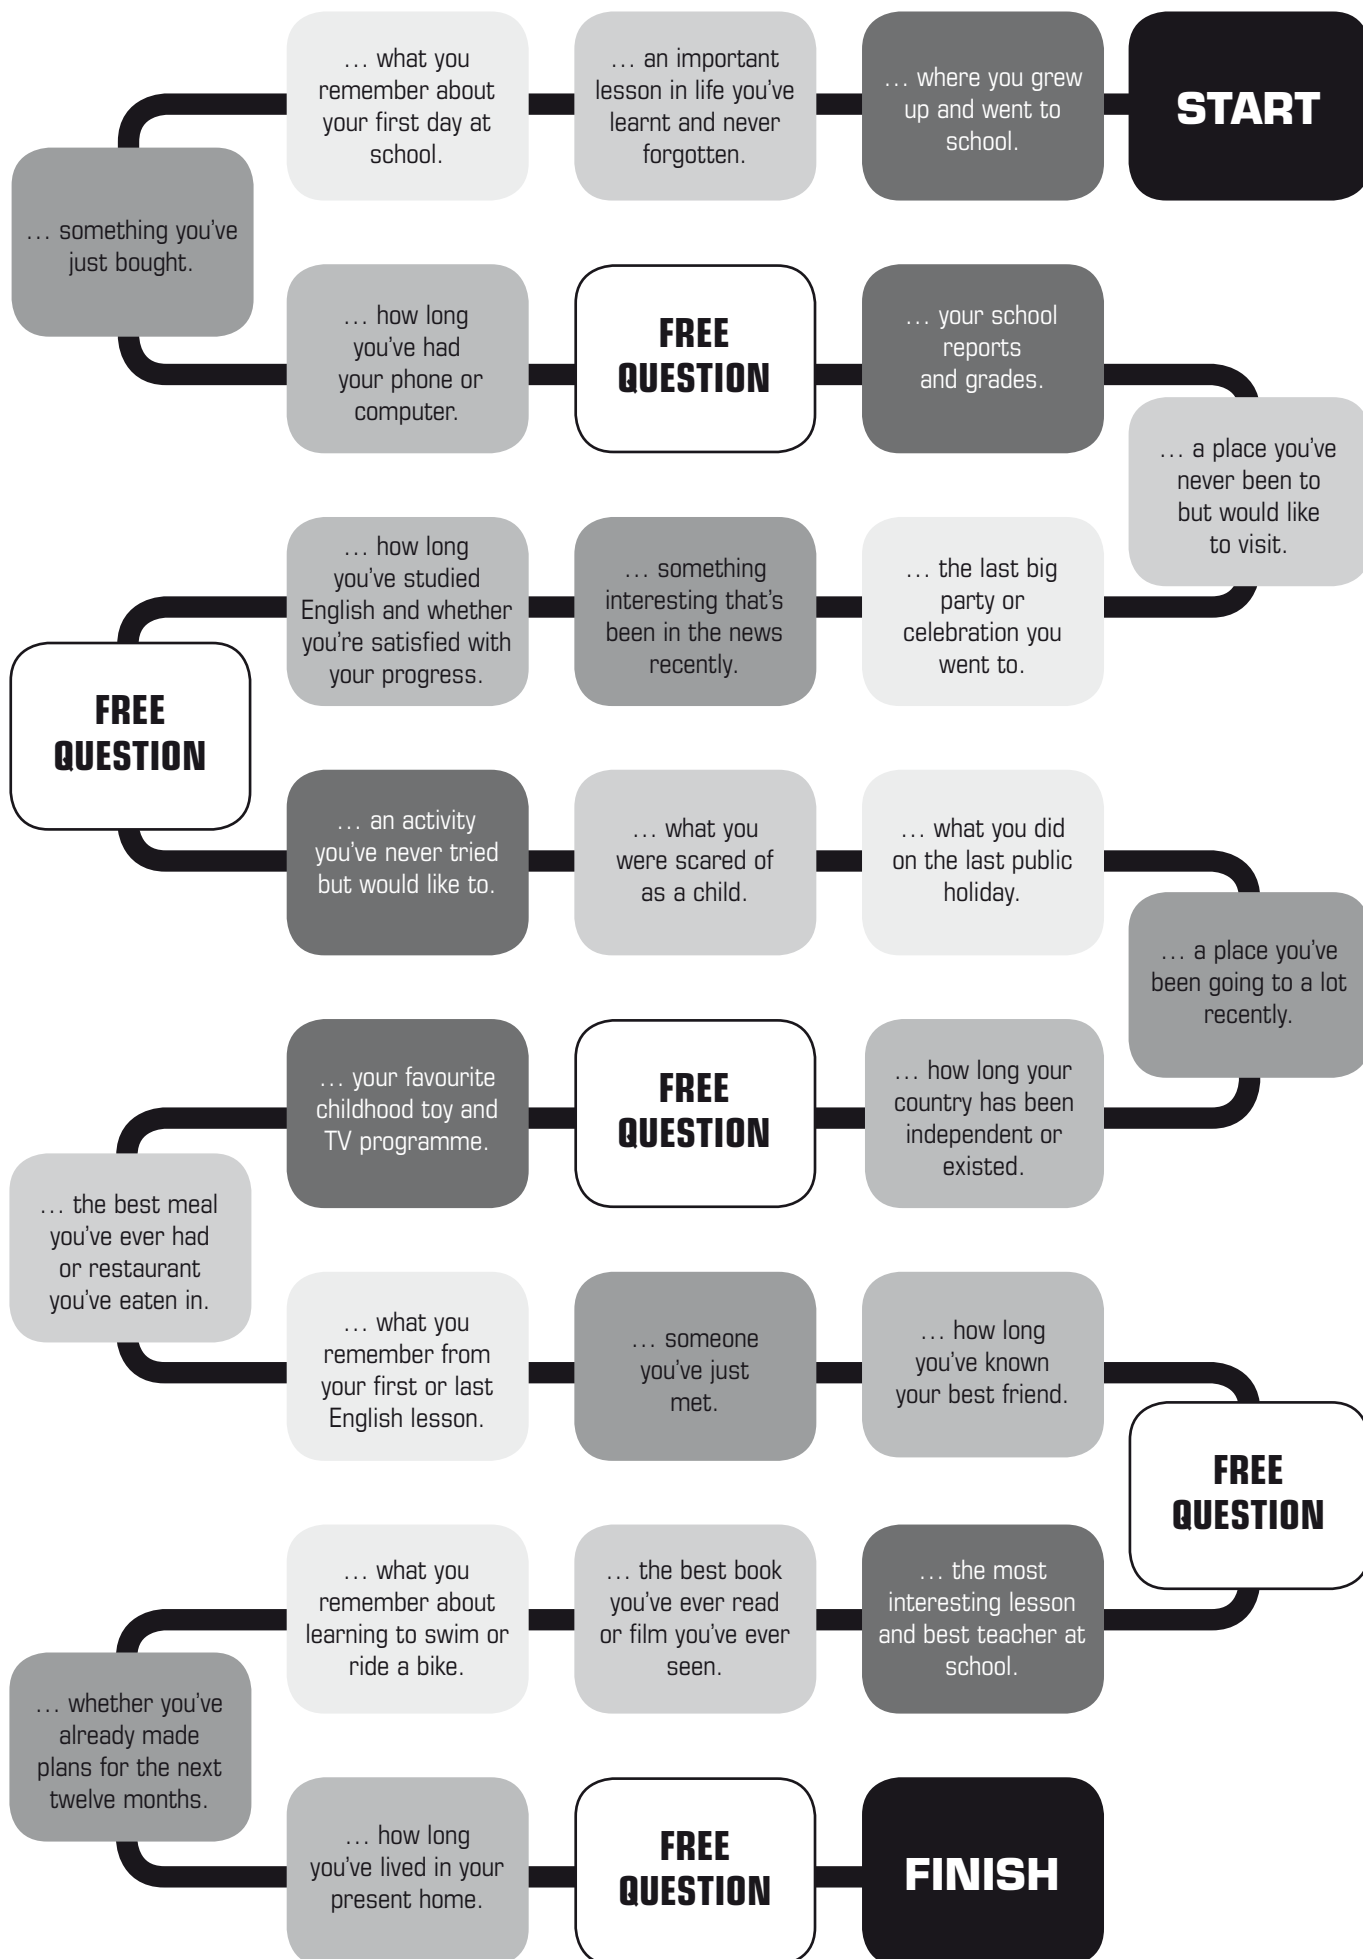 START
… where you grew
up and went to
school.
… an important
lesson in life you've
learnt and never
forgotten.
… what you
remember about
your first day at
school.
… something you've
just bought.
… how long
you've had
your phone or
computer.
FREE
QUESTION
… your school
reports
and grades.
… a place you've
never been to
but would like
to visit.
… the last big
party or
celebration you
went to.
… something
interesting that's
been in the news
recently.
… how long
you've studied
English and whether
you're satisfied with
your progress.
FREE
QUESTION
… an activity
you've never tried
but would like to.
… what you
were scared of
as a child.
… what you did
on the last public
holiday.
… a place you've
been going to a lot
recently.
… how long your
country has been
independent or
existed.
FREE
QUESTION
… your favourite
childhood toy and
TV programme.
… the best meal
you've ever had
or restaurant
you've eaten in.
… what you
remember from
your first or last
English lesson.
… someone
you've just
met.
… how long
you've known
your best friend.
FREE
QUESTION
… the most
interesting lesson
and best teacher at
school.
… the best book
you've ever read
or film you've ever
seen.
… what you
remember about
learning to swim or
ride a bike.
… whether you've
already made
plans for the next
twelve months.
… how long
you've lived in your
present home.
FREE
QUESTION
FINISH